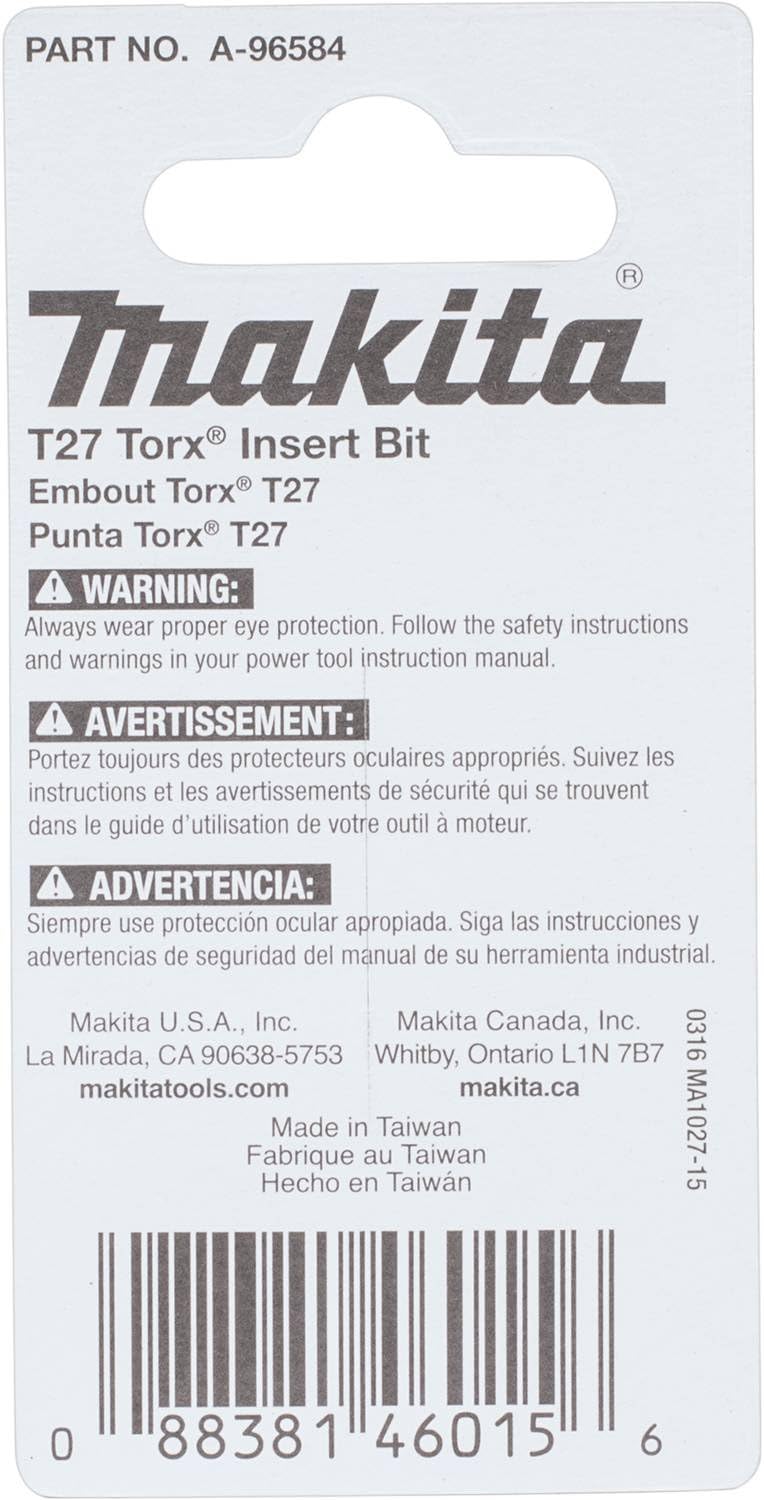 PART NO. A-96584
makita®
T27 Torx® Insert Bit
Embout Torx® T27
Punta Torx® T27
⚠ WARNING:
Always wear proper eye protection. Follow the safety instructions
and warnings in your power tool instruction manual.
⚠ AVERTISSEMENT:
Portez toujours des protecteurs oculaires appropriés. Suivez les
instructions et les avertissements de sécurité qui se trouvent
dans le guide d'utilisation de votre outil à moteur.
⚠ ADVERTENCIA:
Siempre use protección ocular apropiada. Siga las instrucciones y
advertencias de seguridad del manual de su herramienta industrial.
Makita U.S.A., Inc.
La Mirada, CA 90638-5753
makitatools.com
Makita Canada, Inc.
Whitby, Ontario L1N 7B7
makita.ca
0316 MA1027-15
Made in Taiwan
Fabrique au Taiwan
Hecho en Taiwán
0 88381 46015 6